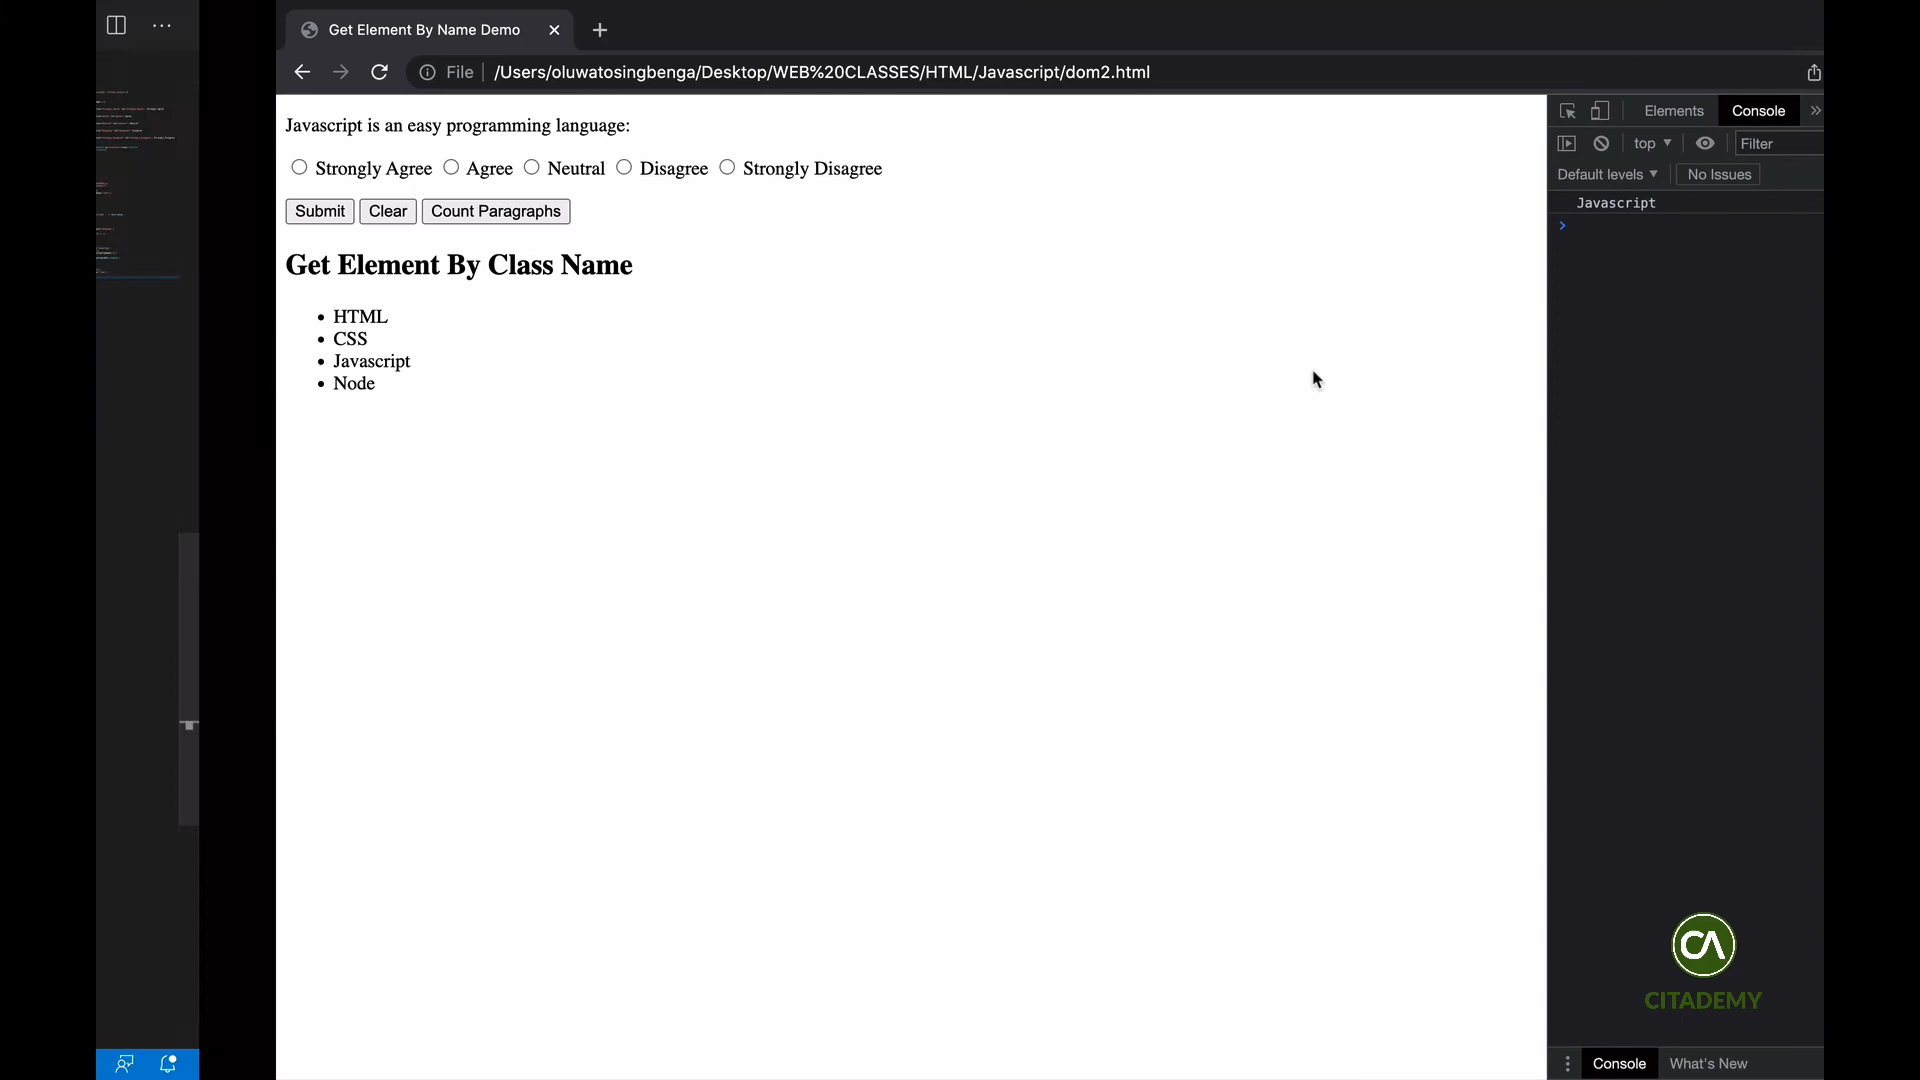 Get Element By Name Demo
File
/Users/oluwatosingbenga/Desktop/WEB%20CLASSES/HTML/Javascript/dom2.html
Javascript is an easy programming language:
Strongly Agree Agree Neutral Disagree Strongly Disagree
Submit Clear Count Paragraphs
Get Element By Class Name
• HTML
• CSS
• Javascript
• Node
Elements Console
top Filter
Default levels No Issues
Javascript
CA
CITADEMY
Console What's New